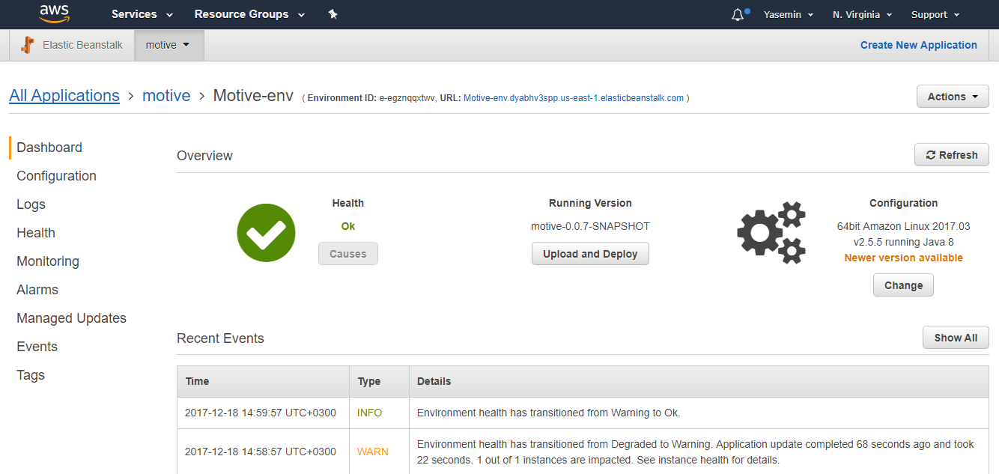 aws Services Resource Groups Yasemin N. Virginia Support
Elastic Beanstalk motive Create New Application
All Applications > motive > Motive-env ( Environment ID: e-egznqqxtwv, URL: Motive-env.dyabhv3spp.us-east-1.elasticbeanstalk.com )
Actions
Dashboard
Configuration
Logs
Health
Monitoring
Alarms
Managed Updates
Events
Tags
Overview
Refresh
Health
Ok
Causes
Running Version
motive-0.0.7-SNAPSHOT
Upload and Deploy
Configuration
64bit Amazon Linux 2017.03
v2.5.5 running Java 8
Newer version available
Change
Recent Events
Show All
Time Type Details
2017-12-18 14:59:57 UTC+0300 INFO Environment health has transitioned from Warning to Ok.
2017-12-18 14:58:57 UTC+0300 WARN Environment health has transitioned from Degraded to Warning. Application update completed 68 seconds ago and took
22 seconds. 1 out of 1 instances are impacted. See instance health for details.